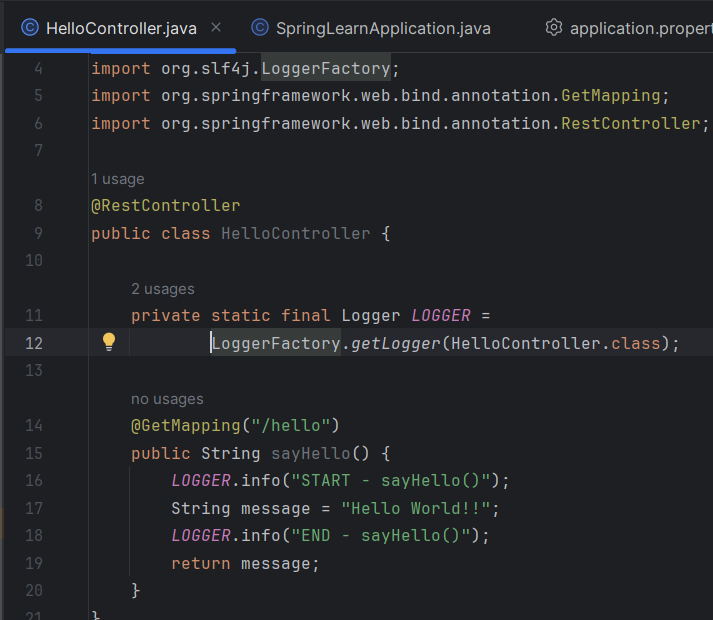 HelloController.java × SpringLearnApplication.java application.propert
4 import org.slf4j.LoggerFactory;
5 import org.springframework.web.bind.annotation.GetMapping;
6 import org.springframework.web.bind.annotation.RestController;
7
1 usage
8 @RestController
9 public class HelloController {
10
2 usages
11 private static final Logger LOGGER =
12 LoggerFactory.getLogger(HelloController.class);
13
no usages
14 @GetMapping("/hello")
15 public String sayHello() {
16 LOGGER.info("START - sayHello()");
17 String message = "Hello World!!";
18 LOGGER.info("END - sayHello()");
19 return message;
20 }
21 }